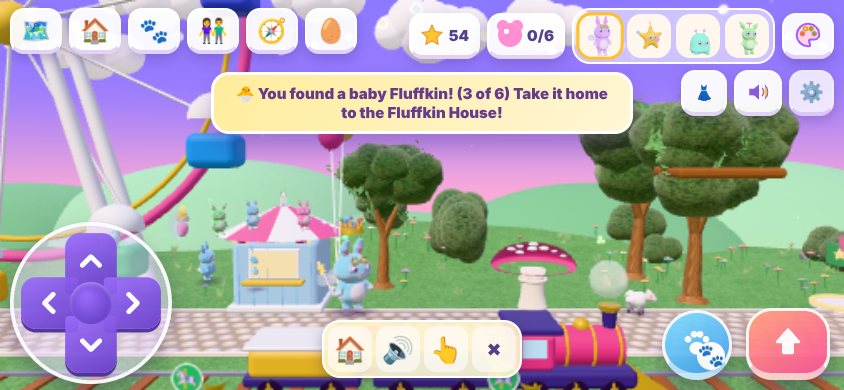 54
0/6
🐣 You found a baby Fluffkin! (3 of 6) Take it home
to the Fluffkin House!